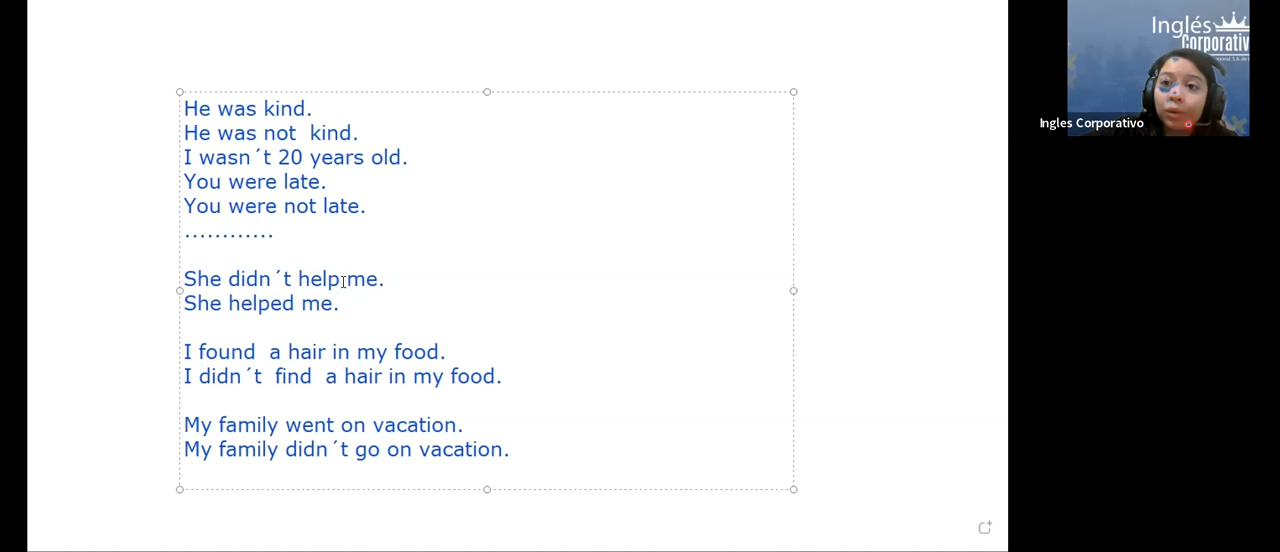 He was kind.
He was not  kind.
I wasn´t 20 years old.
You were late.
You were not late.
............
She didn´t help me.
She helped me.
I found  a hair in my food.
I didn´t  find  a hair in my food.
My family went on vacation.
My family didn´t go on vacation.
Inglés
Corporativ
Ingles Corporativo